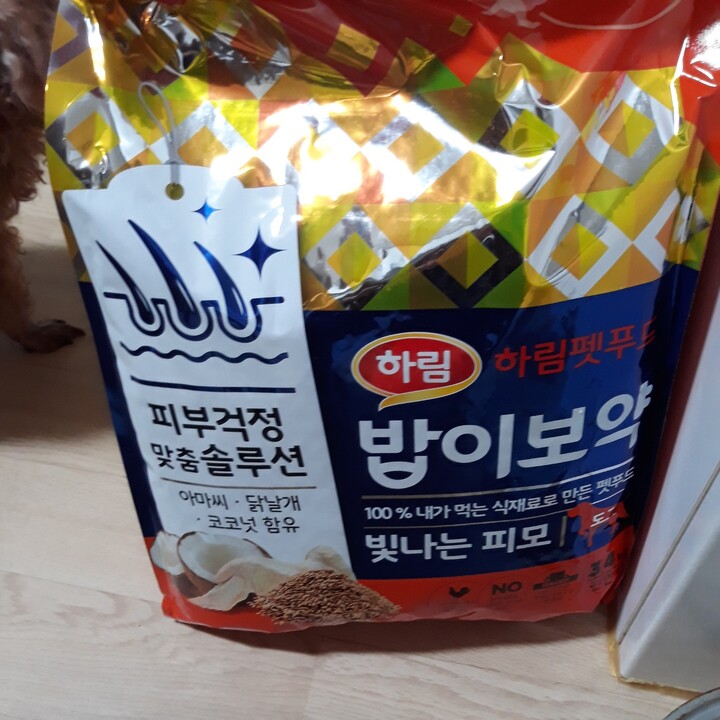 하림
하림펫푸드
밥이보약
100 % 내가 먹는 식재료로 만든 펫푸드
빛나는 피모
피부걱정
맞춤솔루션
아마씨 · 닭날개
· 코코넛 함유
NO